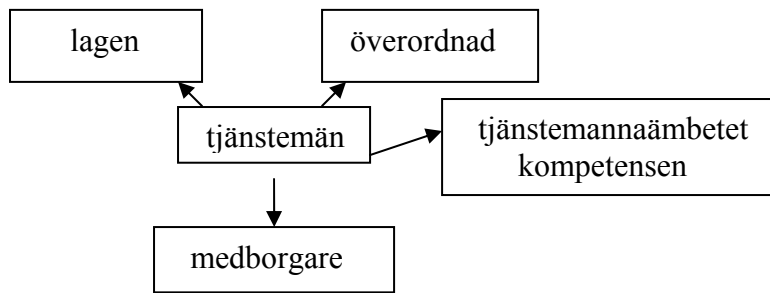 lagen
överordnad
tjänstemän
tjänstemannaämbetet
kompetensen
medborgare